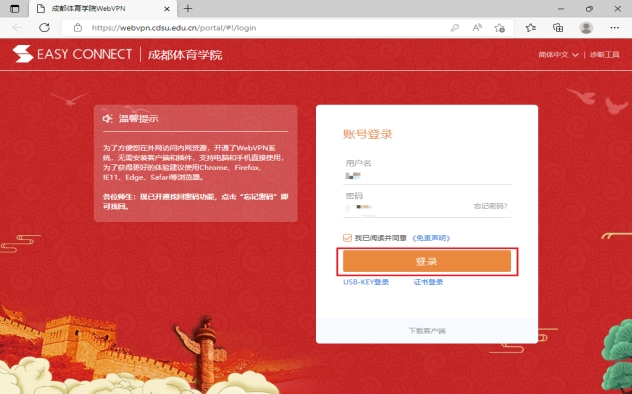 成都体育学院WebVPN
https://webvpn.cdsu.edu.cn/portal/#!/login
EASY CONNECT 成都体育学院
简体中文 | 诊断工具
温馨提示
为了方便您在外网访问内网资源，开通了WebVPN系
统，无需安装客户端和插件，支持电脑和手机直接使用，
为了获得更好的体验建议使用Chrome、Firefox、
IE11、Edge、Safari等浏览器。
各位师生：现已开通找回密码功能，点击“忘记密码”即
可找回。
账号登录
用户名
密码
忘记密码?
我已阅读并同意 《免责声明》
登录
USB-KEY登录 证书登录
下载客户端